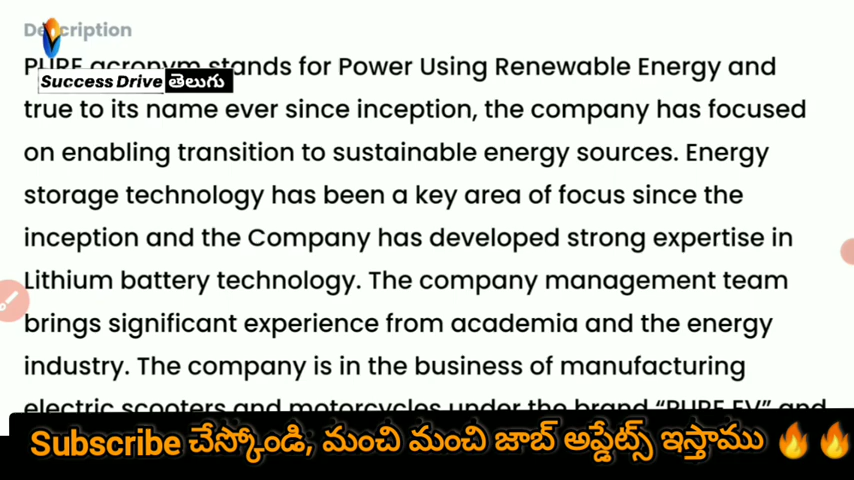 Description
PURE acronym stands for Power Using Renewable Energy and
Success Drive తెలుగు
true to its name ever since inception, the company has focused
on enabling transition to sustainable energy sources. Energy
storage technology has been a key area of focus since the
inception and the Company has developed strong expertise in
Lithium battery technology. The company management team
brings significant experience from academia and the energy
industry. The company is in the business of manufacturing
electric scooters and motorcycles under the brand “PURE EV” and
Subscribe చేస్కోండి, మంచి మంచి జాబ్ అప్డేట్స్ ఇస్తాము 🔥🔥